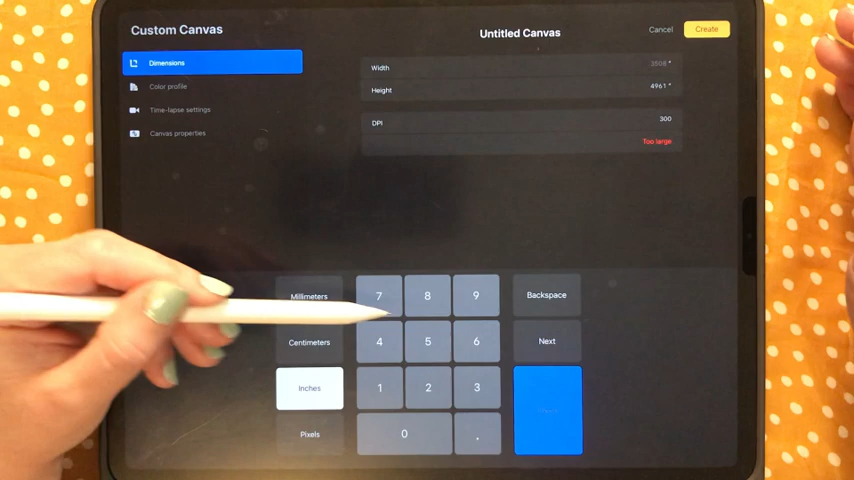 Custom Canvas
Untitled Canvas
Cancel
Create
Dimensions
Color profile
Time-lapse settings
Canvas properties
Width 3508 "
Height 4961 "
DPI 300
Too large
Millimeters 7 8 9 Backspace
Centimeters 4 5 6 Next
Inches 1 2 3
Pixels 0 .